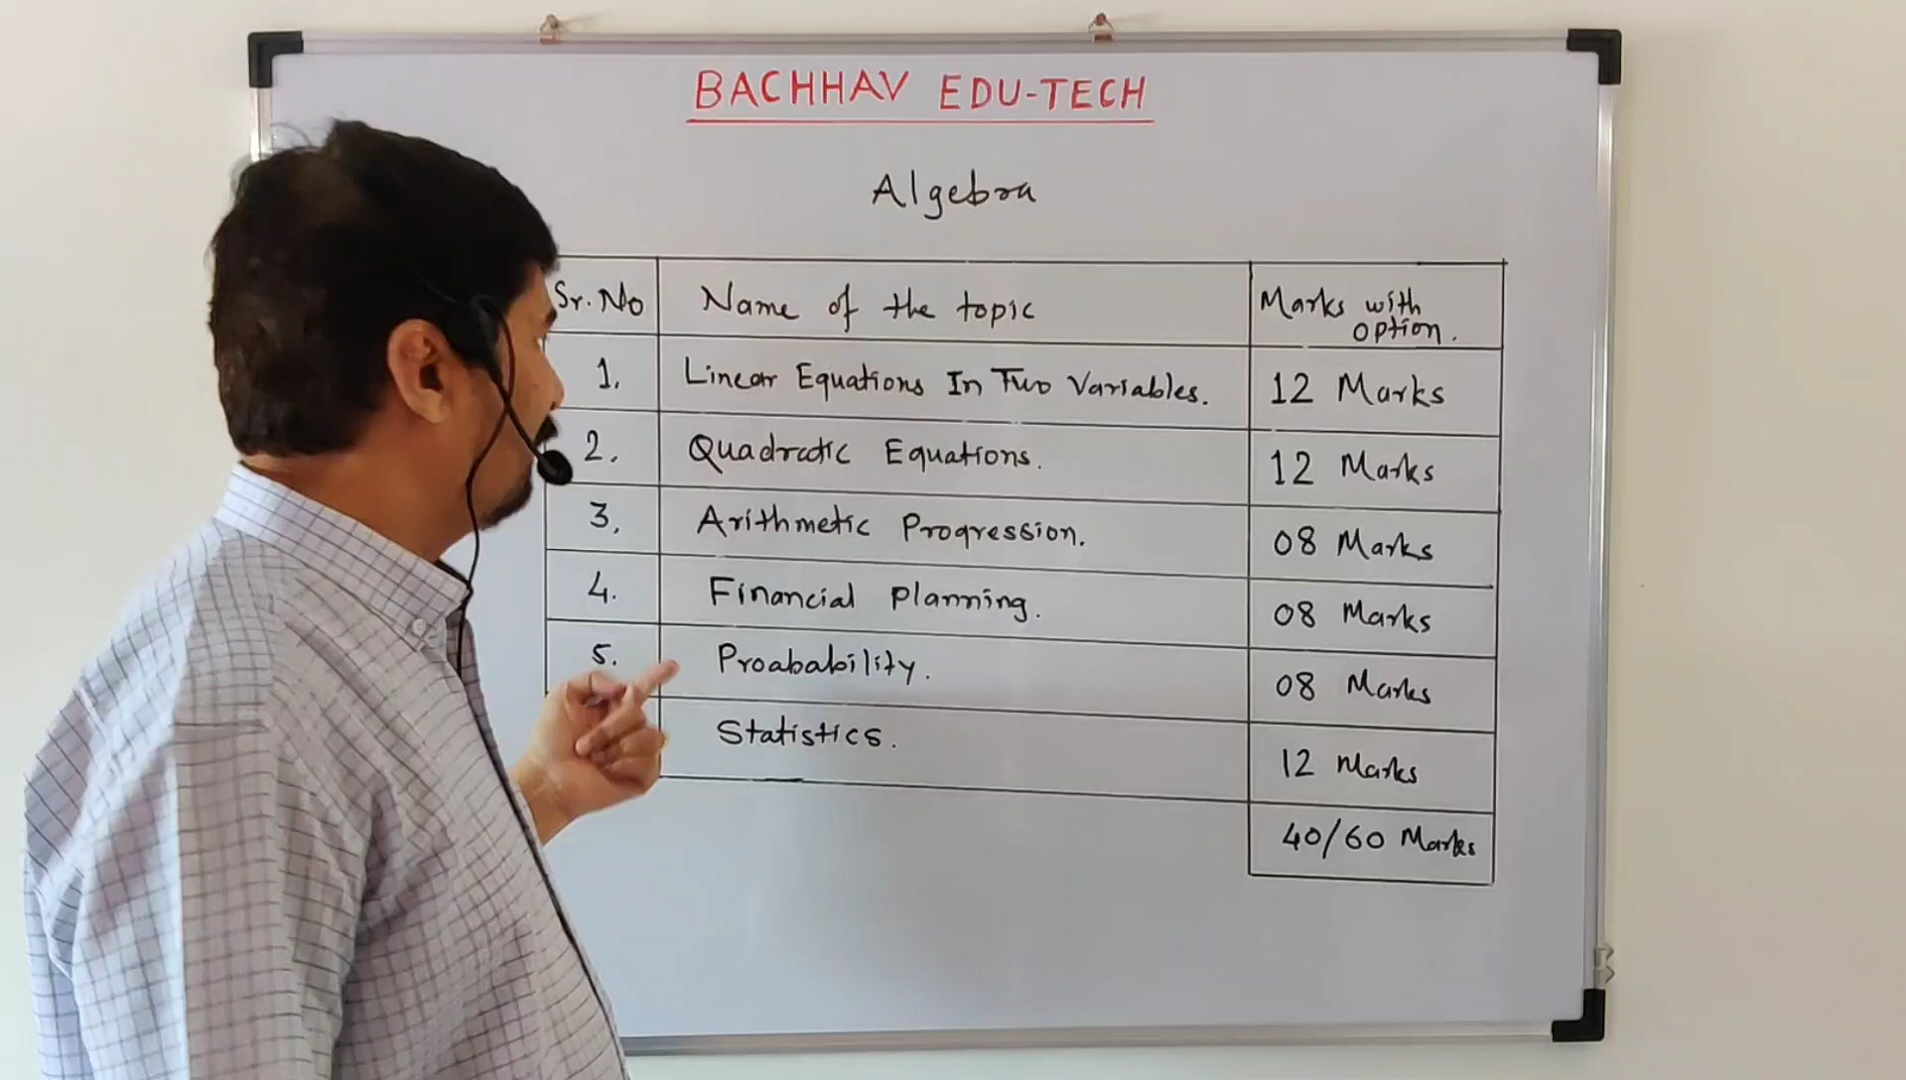 BACHHAV EDU-TECH
Algebra
Sr. No Name of the topic Marks with option.
1. Linear Equations In Two Variables. 12 Marks
2. Quadratic Equations. 12 Marks
3. Arithmetic Progression. 08 Marks
4. Financial Planning. 08 Marks
5. Proabability. 08 Marks
Statistics. 12 Marks
40/60 Marks